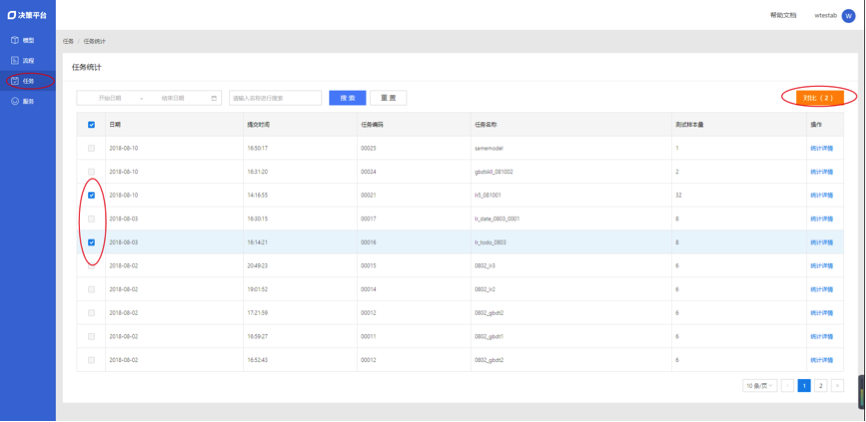 决策平台
帮助文档 wtestab W
模型
流程
任务
服务
任务 / 任务统计
任务统计
开始日期 ~ 结束日期 请输入名称进行搜索 搜索 重置 对比（2）
日期 提交时间 任务编码 任务名称 测试样本量 操作
2018-08-10 16:50:17 00025 samemodel 1 统计详情
2018-08-10 16:31:20 00024 gbdtAll_081002 2 统计详情
2018-08-10 14:16:55 00021 lr5_081001 32 统计详情
2018-08-03 16:30:15 00017 lr_date_0803_0001 8 统计详情
2018-08-03 16:14:21 00016 lr_todo_0803 8 统计详情
2018-08-02 20:49:23 00015 0802_lr3 6 统计详情
2018-08-02 19:01:52 00014 0802_lr2 6 统计详情
2018-08-02 17:21:59 00012 0802_gbdt2 6 统计详情
2018-08-02 16:59:27 00011 0802_gbdt1 6 统计详情
2018-08-02 16:52:43 00012 0802_gbdt2 6 统计详情
10 条/页 < 1 2 >